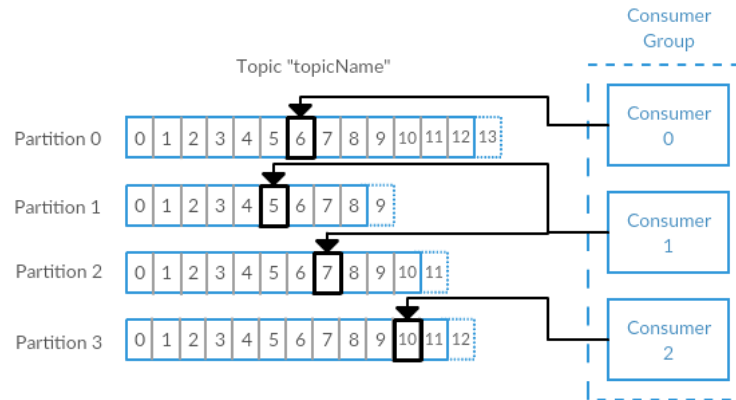 Consumer
Group
Topic "topicName"
Consumer
0
Partition 0
0 1 2 3 4 5 6 7 8 9 10 11 12 13
Partition 1
0 1 2 3 4 5 6 7 8 9
Consumer
1
Partition 2
0 1 2 3 4 5 6 7 8 9 10 11
Partition 3
0 1 2 3 4 5 6 7 8 9 10 11 12
Consumer
2